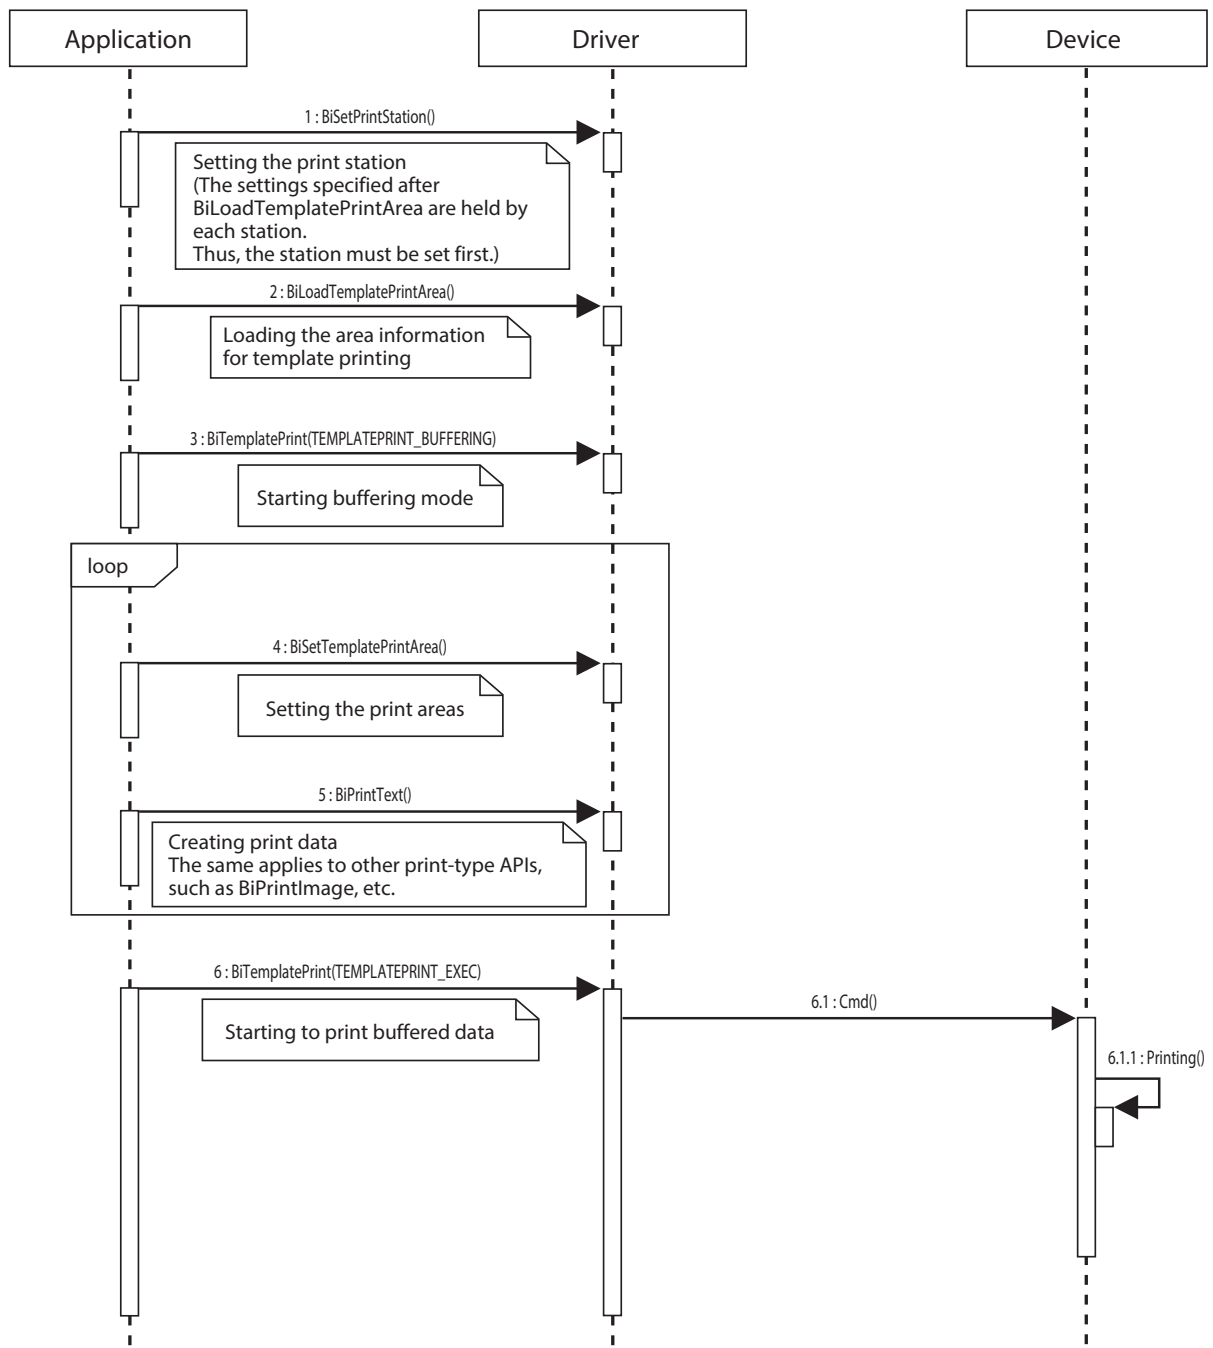 Application
Driver
Device
1 : BiSetPrintStation()
Setting the print station
(The settings specified after
BiLoadTemplatePrintArea are held by
each station.
Thus, the station must be set first.)
2 : BiLoadTemplatePrintArea()
Loading the area information
for template printing
3 : BiTemplatePrint(TEMPLATEPRINT_BUFFERING)
Starting buffering mode
loop
4 : BiSetTemplatePrintArea()
Setting the print areas
5 : BiPrintText()
Creating print data
The same applies to other print-type APIs,
such as BiPrintImage, etc.
6 : BiTemplatePrint(TEMPLATEPRINT_EXEC)
Starting to print buffered data
6.1 : Cmd()
6.1.1 : Printing()